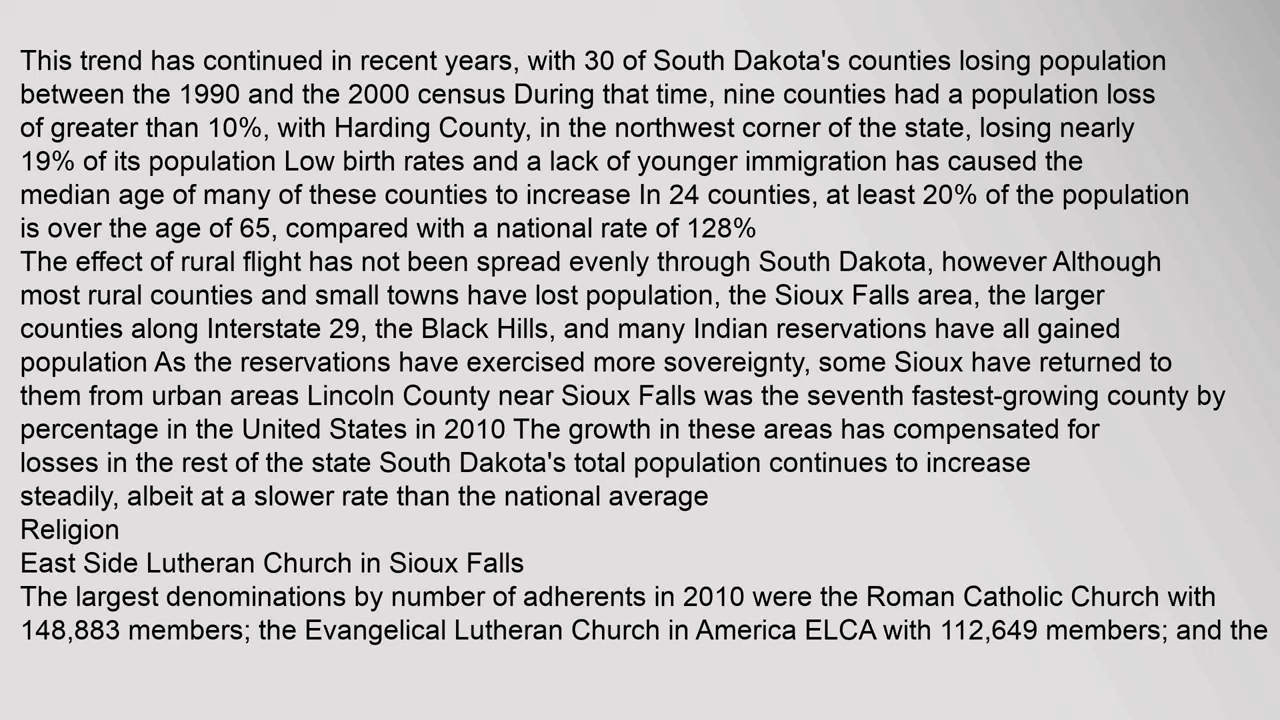 This trend has continued in recent years, with 30 of South Dakota's counties losing population
between the 1990 and the 2000 census During that time, nine counties had a population loss
of greater than 10%, with Harding County, in the northwest corner of the state, losing nearly
19% of its population Low birth rates and a lack of younger immigration has caused the
median age of many of these counties to increase In 24 counties, at least 20% of the population
is over the age of 65, compared with a national rate of 128%
The effect of rural flight has not been spread evenly through South Dakota, however Although
most rural counties and small towns have lost population, the Sioux Falls area, the larger
counties along Interstate 29, the Black Hills, and many Indian reservations have all gained
population As the reservations have exercised more sovereignty, some Sioux have returned to
them from urban areas Lincoln County near Sioux Falls was the seventh fastest-growing county by
percentage in the United States in 2010 The growth in these areas has compensated for
losses in the rest of the state South Dakota's total population continues to increase
steadily, albeit at a slower rate than the national average
Religion
East Side Lutheran Church in Sioux Falls
The largest denominations by number of adherents in 2010 were the Roman Catholic Church with
148,883 members; the Evangelical Lutheran Church in America ELCA with 112,649 members; and the